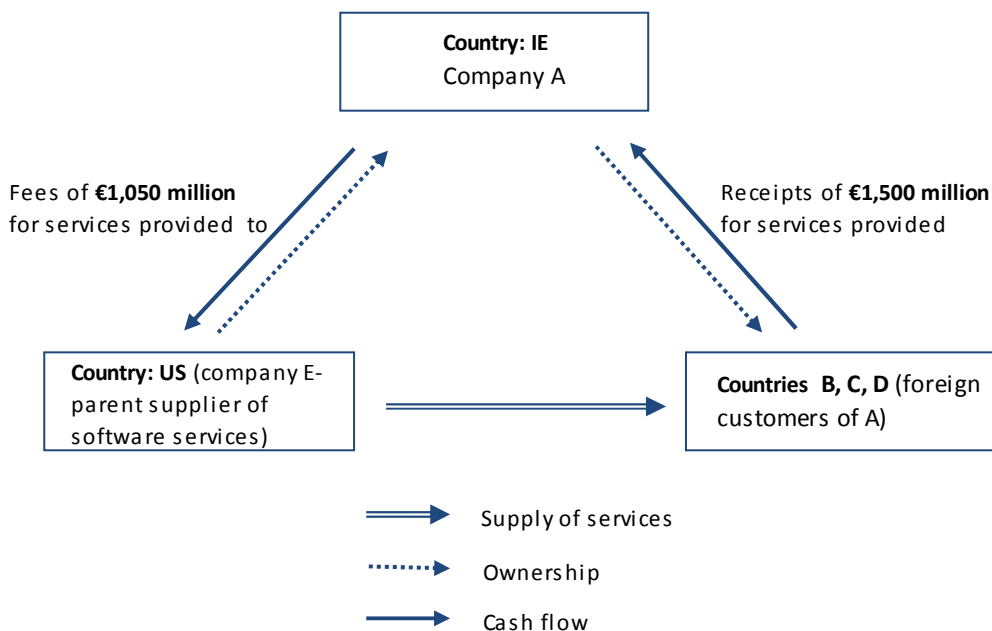 Country: IE
Company A
Fees of €1,050 million
for services provided to
Receipts of €1,500 million
for services provided
Country: US (company E-
parent supplier of
software services)
Countries B, C, D (foreign
customers of A)
Supply of services
Ownership
Cash flow